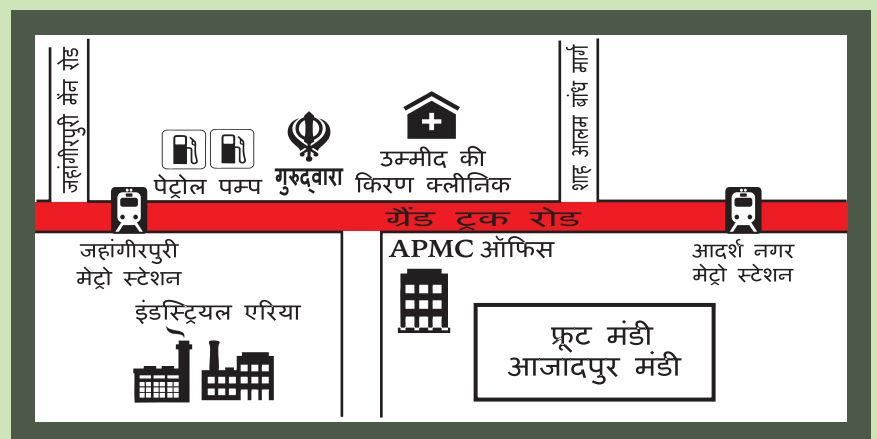 जहांगीरपुरी मेंन रोड
शाह आलम बांध मार्ग
पेट्रोल पम्प
गुरुद्वारा
उम्मीद की
किरण क्लीनिक
ग्रैंड ट्रक रोड
जहांगीरपुरी
मेट्रो स्टेशन
APMC ऑफिस
आदर्श नगर
मेट्रो स्टेशन
इंडस्ट्रियल एरिया
फ्रूट मंडी
आजादपुर मंडी